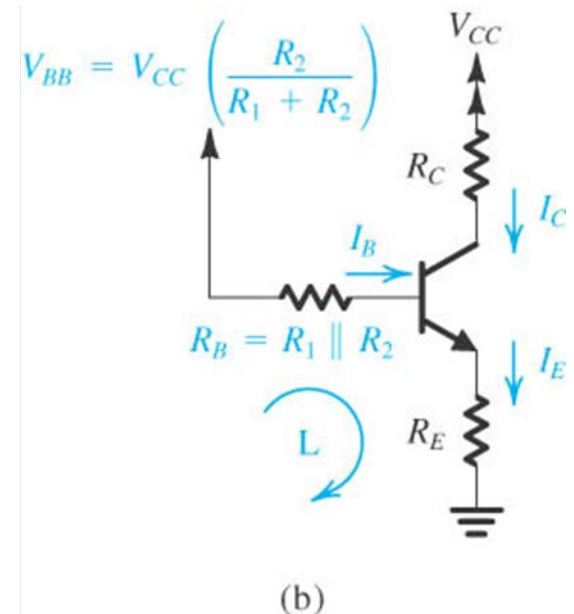 V_BB = V_CC (R_2 / (R_1 + R_2))
V_CC
R_C
I_C
I_B
R_B = R_1 || R_2
I_E
L
R_E
(b)